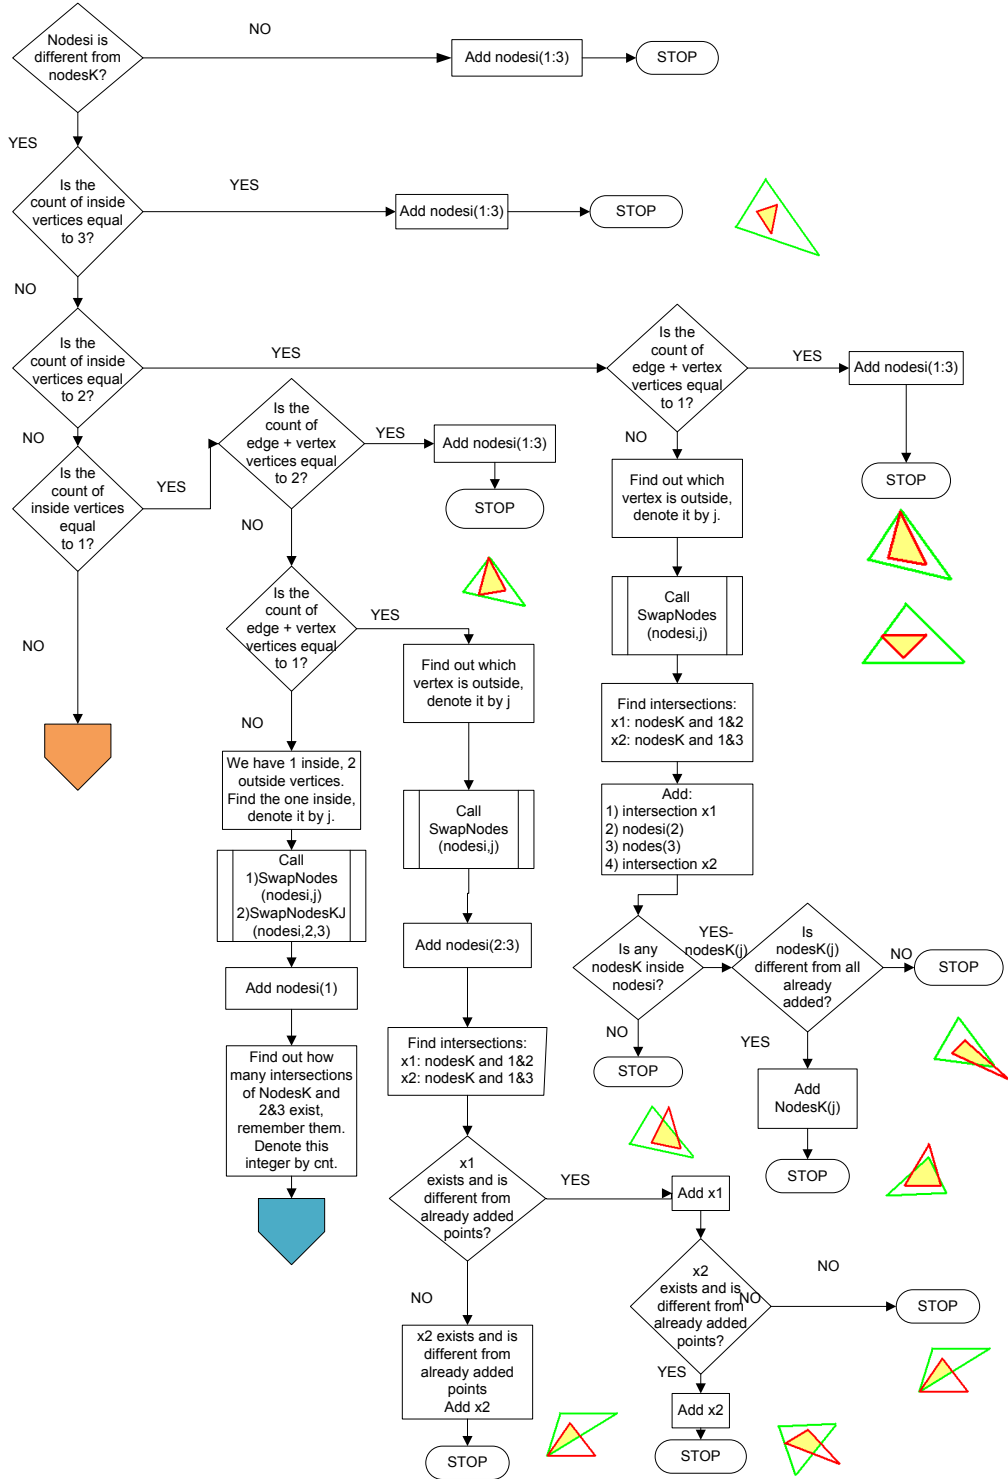 Nodesi is
different from
nodesK?
NO
Add nodesi(1:3)
STOP
YES
Is the
count of inside
vertices equal
to 3?
YES
Add nodesi(1:3)
STOP
NO
Is the
count of inside
vertices equal
to 2?
YES
Is the
count of
edge + vertex
vertices equal
to 1?
YES
Add nodesi(1:3)
STOP
NO
Is the
count of
inside vertices
equal
to 1?
YES
Is the
count of
edge + vertex
vertices equal
to 2?
YES
Add nodesi(1:3)
STOP
NO
Find out which
vertex is outside,
denote it by j.
Call
SwapNodes
(nodesi,j)
Find intersections:
x1: nodesK and 1&2
x2: nodesK and 1&3
Add:
1) intersection x1
2) nodesi(2)
3) nodes(3)
4) intersection x2
Is any
nodesK inside
nodesi?
YES-
nodesK(j)
Is
nodesK(j)
different from all
already
added?
NO
STOP
NO
STOP
YES
Add
NodesK(j)
STOP
NO
NO
Is the
count of
edge + vertex
vertices equal
to 1?
YES
Find out which
vertex is outside,
denote it by j
Call
SwapNodes
(nodesi,j)
Add nodesi(2:3)
Find intersections:
x1: nodesK and 1&2
x2: nodesK and 1&3
x1
exists and is
different from
already added
points?
YES
Add x1
x2
exists and is
different from
already added
points?
NO
NO
STOP
YES
Add x2
STOP
NO
x2 exists and is
different from
already added
points
Add x2
STOP
NO
We have 1 inside, 2
outside vertices.
Find the one inside,
denote it by j.
Call
1)SwapNodes
(nodesi,j)
2)SwapNodesKJ
(nodesi,2,3)
Add nodesi(1)
Find out how
many intersections
of NodesK and
2&3 exist,
remember them.
Denote this
integer by cnt.